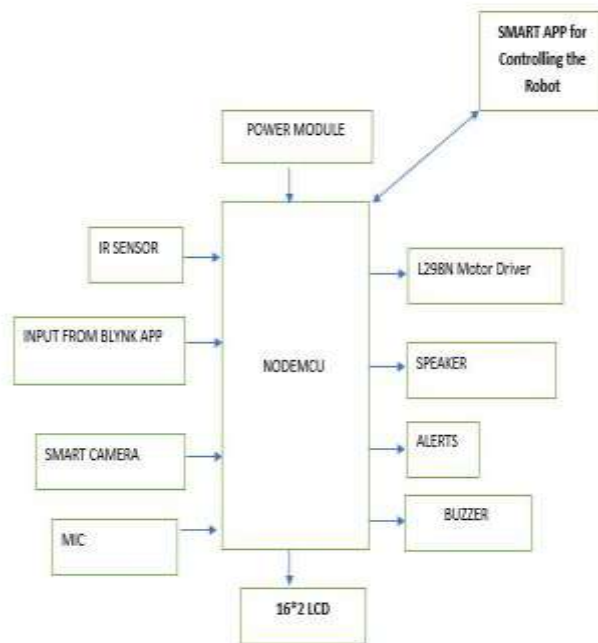 SMART APP for
Controlling the
Robot
POWER MODULE
IR SENSOR
L298N Motor Driver
INPUT FROM BLYNK APP
NODEMCU
SPEAKER
SMART CAMERA
ALERTS
MIC
BUZZER
16*2 LCD